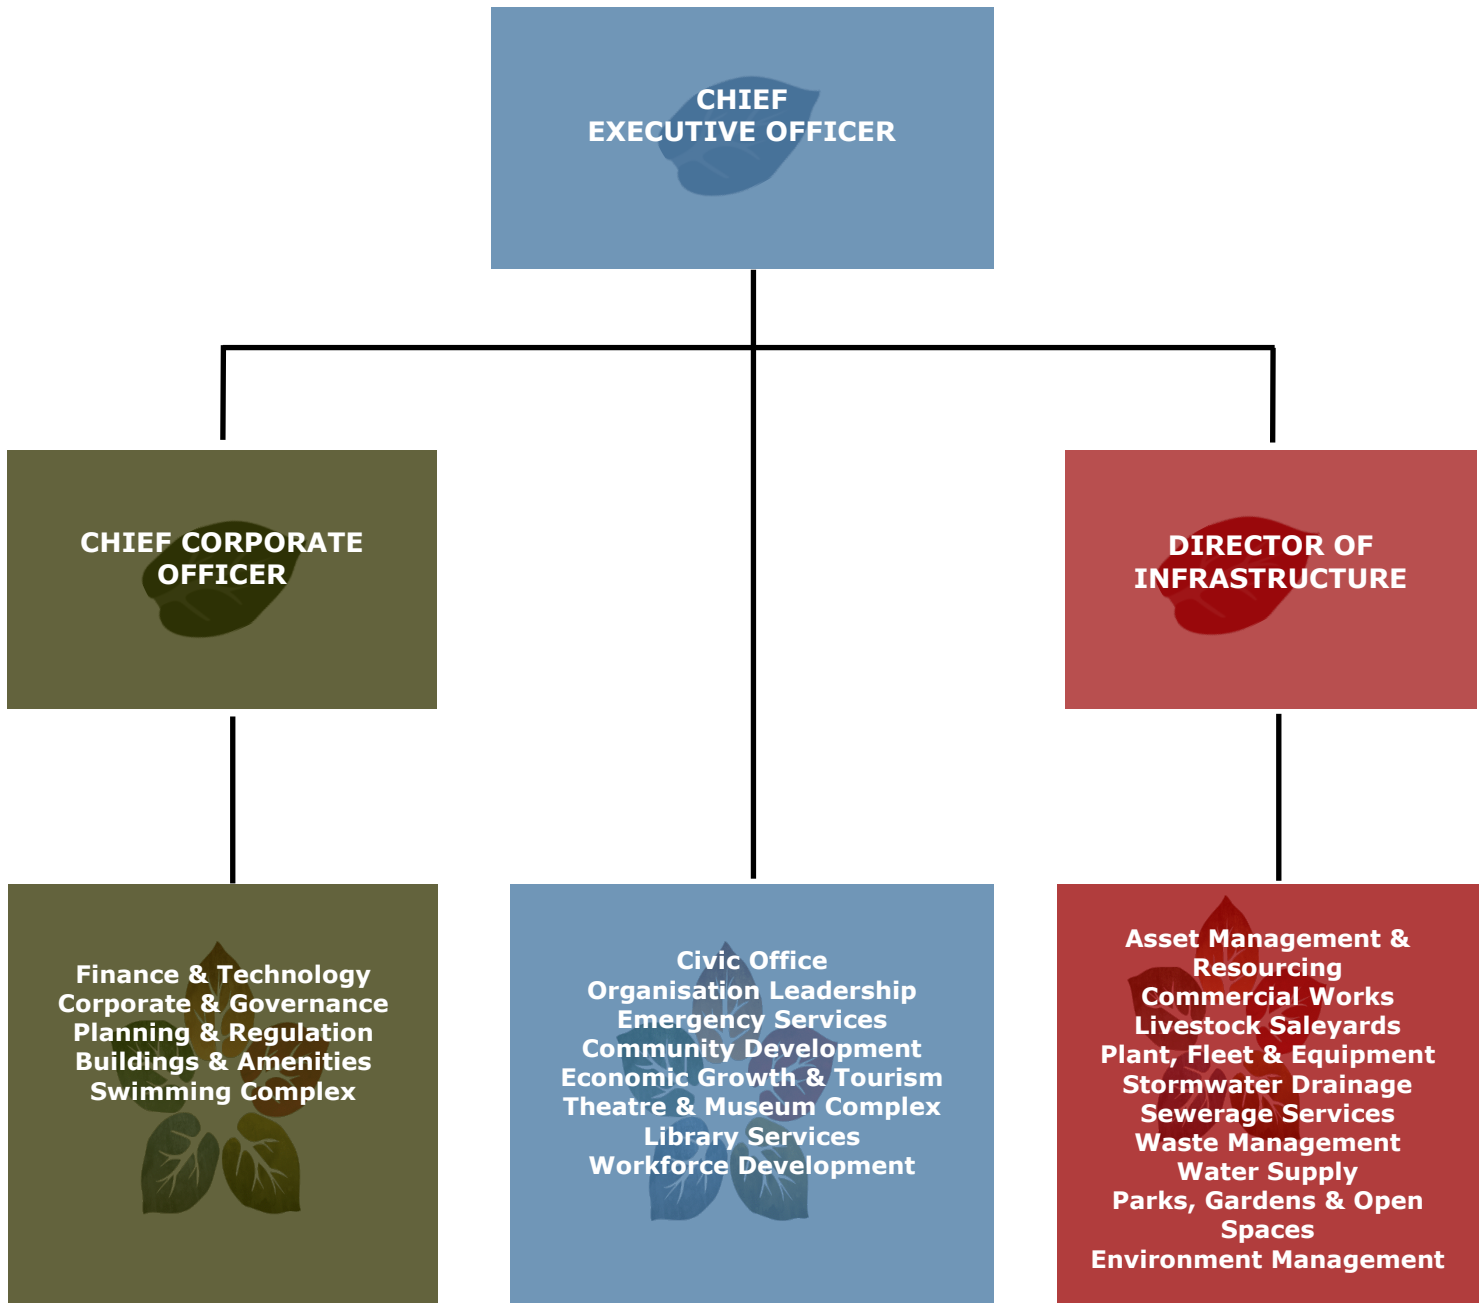 CHIEF
EXECUTIVE OFFICER
CHIEF CORPORATE
OFFICER
DIRECTOR OF
INFRASTRUCTURE
Finance & Technology
Corporate & Governance
Planning & Regulation
Buildings & Amenities
Swimming Complex
Civic Office
Organisation Leadership
Emergency Services
Community Development
Economic Growth & Tourism
Theatre & Museum Complex
Library Services
Workforce Development
Asset Management &
Resourcing
Commercial Works
Livestock Saleyards
Plant, Fleet & Equipment
Stormwater Drainage
Sewerage Services
Waste Management
Water Supply
Parks, Gardens & Open
Spaces
Environment Management